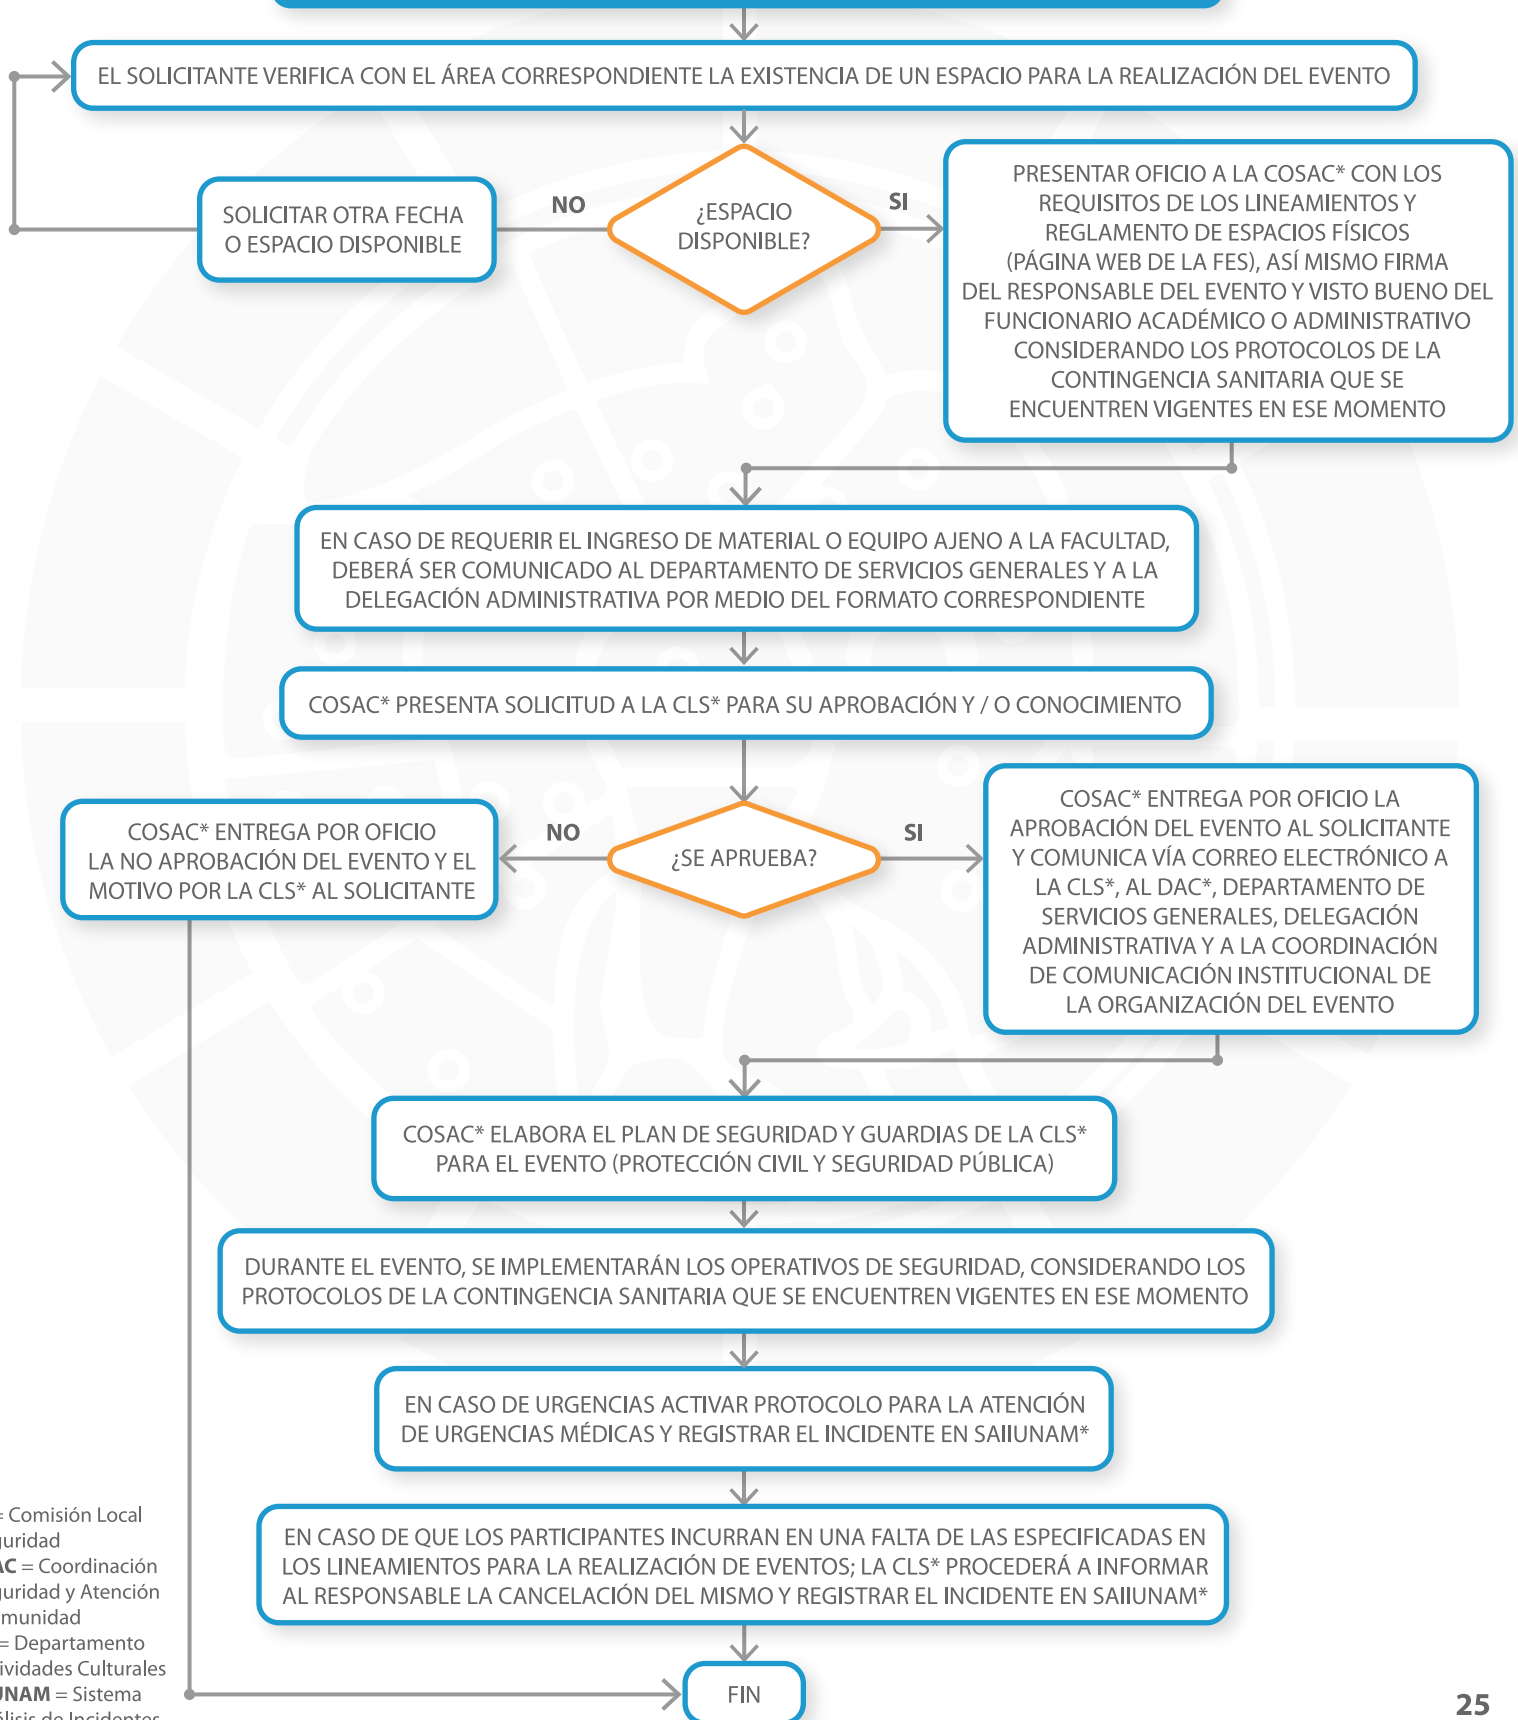 EL SOLICITANTE VERIFICA CON EL ÁREA CORRESPONDIENTE LA EXISTENCIA DE UN ESPACIO PARA LA REALIZACIÓN DEL EVENTO
¿ESPACIO
DISPONIBLE?
NO
SI
SOLICITAR OTRA FECHA
O ESPACIO DISPONIBLE
PRESENTAR OFICIO A LA COSAC* CON LOS
REQUISITOS DE LOS LINEAMIENTOS Y
REGLAMENTO DE ESPACIOS FÍSICOS
(PÁGINA WEB DE LA FES), ASÍ MISMO FIRMA
DEL RESPONSABLE DEL EVENTO Y VISTO BUENO DEL
FUNCIONARIO ACADÉMICO O ADMINISTRATIVO
CONSIDERANDO LOS PROTOCOLOS DE LA
CONTINGENCIA SANITARIA QUE SE
ENCUENTREN VIGENTES EN ESE MOMENTO
EN CASO DE REQUERIR EL INGRESO DE MATERIAL O EQUIPO AJENO A LA FACULTAD,
DEBERÁ SER COMUNICADO AL DEPARTAMENTO DE SERVICIOS GENERALES Y A LA
DELEGACIÓN ADMINISTRATIVA POR MEDIO DEL FORMATO CORRESPONDIENTE
COSAC* PRESENTA SOLICITUD A LA CLS* PARA SU APROBACIÓN Y / O CONOCIMIENTO
¿SE APRUEBA?
NO
SI
COSAC* ENTREGA POR OFICIO
LA NO APROBACIÓN DEL EVENTO Y EL
MOTIVO POR LA CLS* AL SOLICITANTE
COSAC* ENTREGA POR OFICIO LA
APROBACIÓN DEL EVENTO AL SOLICITANTE
Y COMUNICA VÍA CORREO ELECTRÓNICO A
LA CLS*, AL DAC*, DEPARTAMENTO DE
SERVICIOS GENERALES, DELEGACIÓN
ADMINISTRATIVA Y A LA COORDINACIÓN
DE COMUNICACIÓN INSTITUCIONAL DE
LA ORGANIZACIÓN DEL EVENTO
COSAC* ELABORA EL PLAN DE SEGURIDAD Y GUARDIAS DE LA CLS*
PARA EL EVENTO (PROTECCIÓN CIVIL Y SEGURIDAD PÚBLICA)
DURANTE EL EVENTO, SE IMPLEMENTARÁN LOS OPERATIVOS DE SEGURIDAD, CONSIDERANDO LOS
PROTOCOLOS DE LA CONTINGENCIA SANITARIA QUE SE ENCUENTREN VIGENTES EN ESE MOMENTO
EN CASO DE URGENCIAS ACTIVAR PROTOCOLO PARA LA ATENCIÓN
DE URGENCIAS MÉDICAS Y REGISTRAR EL INCIDENTE EN SAIIUNAM*
EN CASO DE QUE LOS PARTICIPANTES INCURRAN EN UNA FALTA DE LAS ESPECIFICADAS EN
LOS LINEAMIENTOS PARA LA REALIZACIÓN DE EVENTOS; LA CLS* PROCEDERÁ A INFORMAR
AL RESPONSABLE LA CANCELACIÓN DEL MISMO Y REGISTRAR EL INCIDENTE EN SAIIUNAM*
FIN
= Comisión Local
= Coordinación
y Atención
= Departamento
Culturales
= Sistema
de Incidentes
25